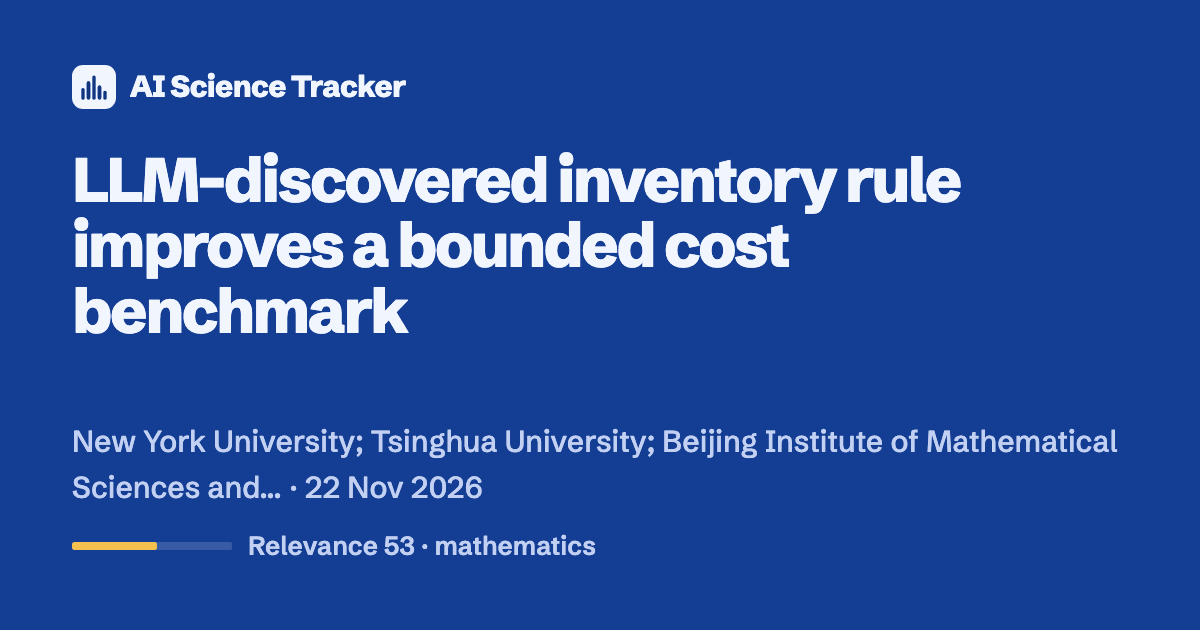 AI Science Tracker
LLM-discovered inventory rule
improves a bounded cost
benchmark
New York University; Tsinghua University; Beijing Institute of Mathematical
Sciences and... · 22 Nov 2026
Relevance 53 · mathematics